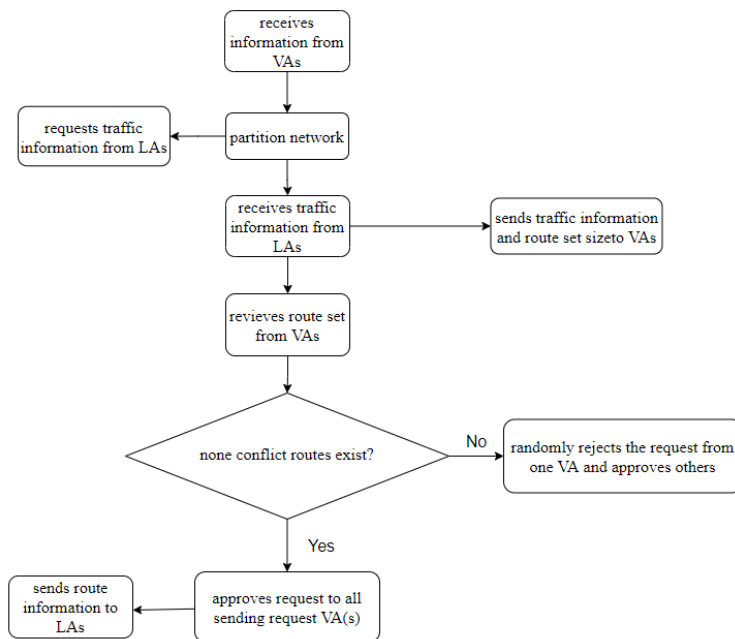 receives
information from
VAs
requests traffic
information from LAs
partition network
receives traffic
information from
LAs
sends traffic information
and route set sizeto VAs
revieves route set
from VAs
none conflict routes exist?
No
randomly rejects the request from
one VA and approves others
Yes
sends route
information to
LAs
approves request to all
sending request VA(s)